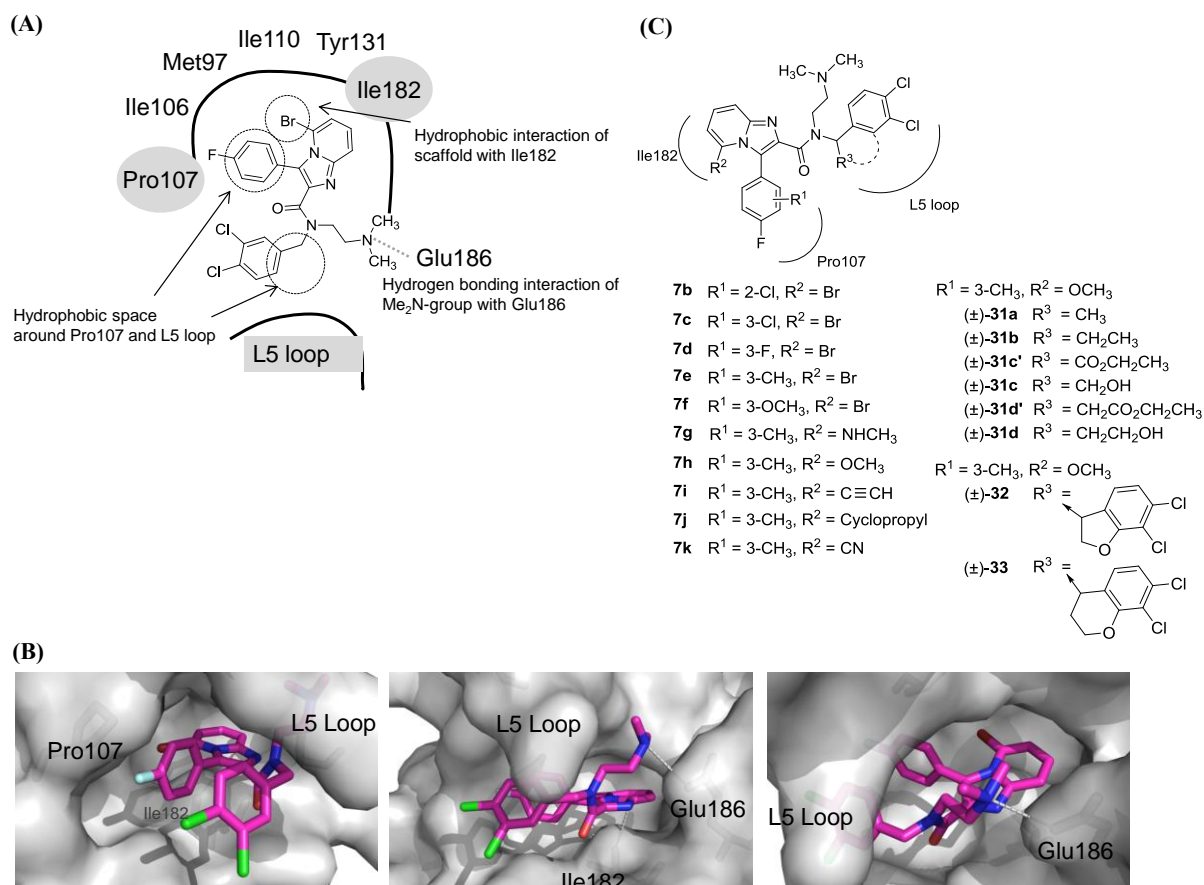 (A)
Ile110
Tyr131
Met97
Ile182
Ile106
Br
Hydrophobic interaction of
scaffold with Ile182
F
N
N
Pro107
O
N
CH₃
N
CH₃
Cl
Cl
Glu186
Hydrogen bonding interaction of
Me₂N-group with Glu186
Hydrophobic space
around Pro107 and L5 loop
L5 loop
(C)
CH₃
H₃C
N
Cl
Cl
N
N
N
Ile182
R²
O
R³
R¹
L5 loop
F
Pro107
7b R¹ = 2-Cl, R² = Br
7c R¹ = 3-Cl, R² = Br
7d R¹ = 3-F, R² = Br
7e R¹ = 3-CH₃, R² = Br
7f R¹ = 3-OCH₃, R² = Br
7g R¹ = 3-CH₃, R² = NHCH₃
7h R¹ = 3-CH₃, R² = OCH₃
7i R¹ = 3-CH₃, R² = C≡CH
7j R¹ = 3-CH₃, R² = Cyclopropyl
7k R¹ = 3-CH₃, R² = CN
R¹ = 3-CH₃, R² = OCH₃
(±)-31a R³ = CH₃
(±)-31b R³ = CH₂CH₃
(±)-31c' R³ = CO₂CH₂CH₃
(±)-31c R³ = CH₂OH
(±)-31d' R³ = CH₂CO₂CH₂CH₃
(±)-31d R³ = CH₂CH₂OH
R¹ = 3-CH₃, R² = OCH₃
(±)-32 R³ =
Cl
Cl
O
(±)-33 R³ =
Cl
Cl
O
(B)
L5 Loop
Pro107
Ile182
L5 Loop
Glu186
Ile182
L5 Loop
Glu186